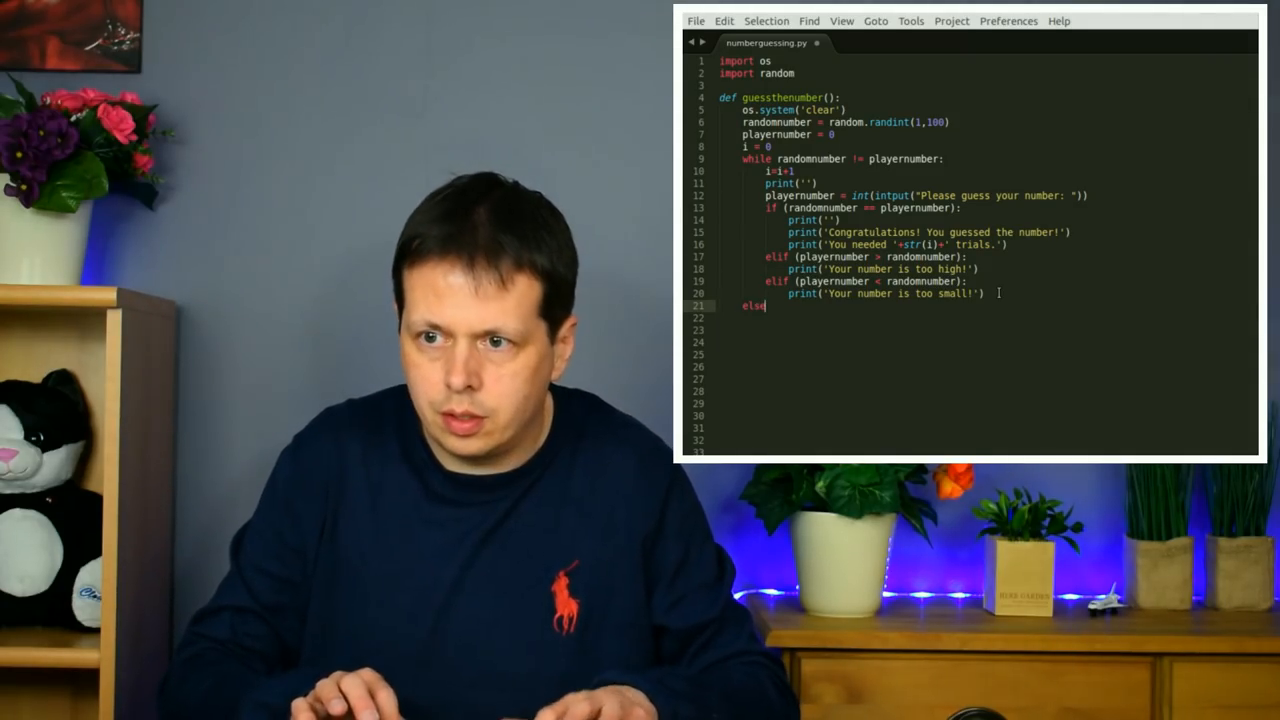 File Edit Selection Find View Goto Tools Project Preferences Help
numberguessing.py
1 import os
2 import random
3
4 def guessthenumber():
5 os.system('clear')
6 randomnumber = random.randint(1,100)
7 playernumber = 0
8 i = 0
9 while randomnumber != playernumber:
10 i=i+1
11 print('')
12 playernumber = int(intput("Please guess your number: "))
13 if (randomnumber == playernumber):
14 print('')
15 print('Congratulations! You guessed the number!')
16 print('You needed '+str(i)+' trials.')
17 elif (playernumber > randomnumber):
18 print('Your number is too high!')
19 elif (playernumber < randomnumber):
20 print('Your number is too small!')
21 else
22
23
24
25
26
27
28
29
30
31
32
33
HERB GARDEN